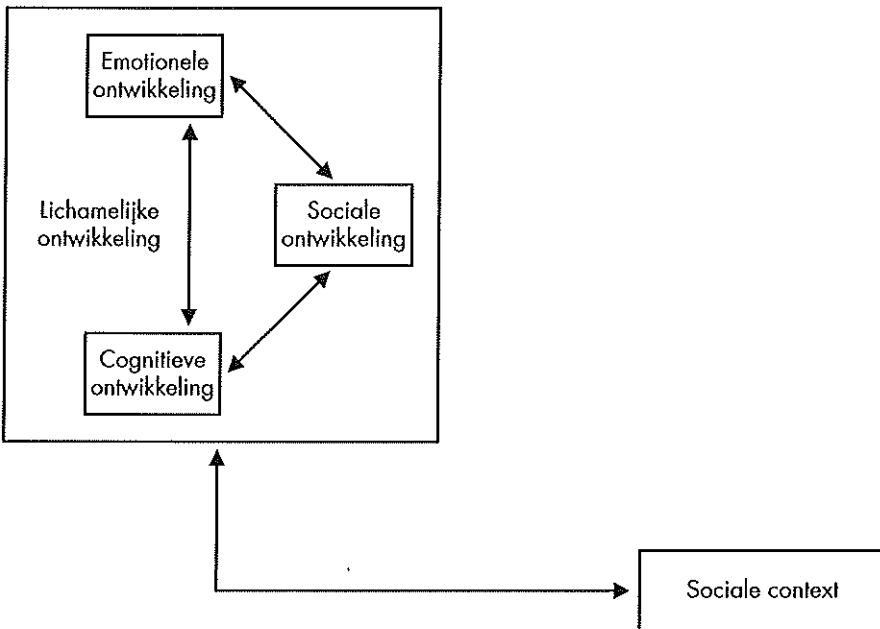 Emotionele
ontwikkeling
Lichamelijke
ontwikkeling
Sociale
ontwikkeling
Cognitieve
ontwikkeling
Sociale context